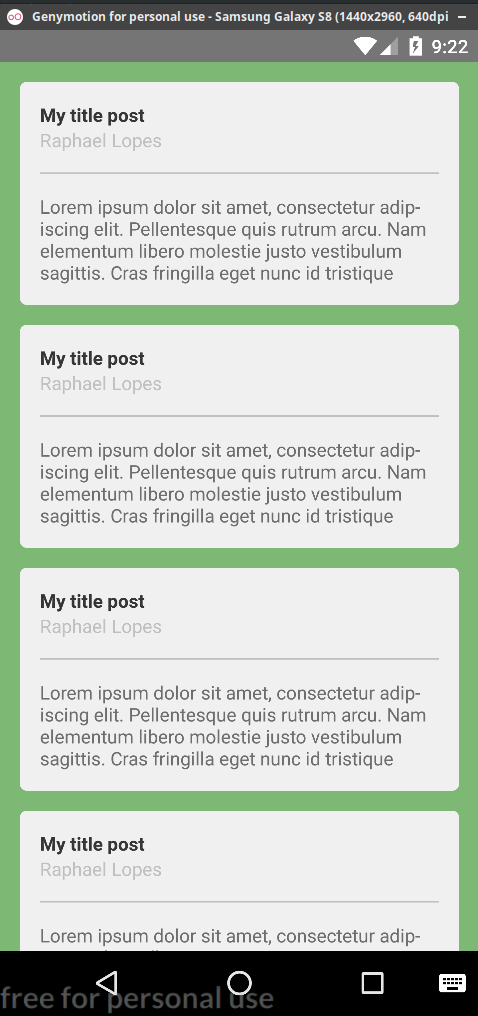 Genymotion for personal use - Samsung Galaxy S8 (1440x2960, 640dpi
9:22
My title post
Raphael Lopes
Lorem ipsum dolor sit amet, consectetur adip-
iscing elit. Pellentesque quis rutrum arcu. Nam
elementum libero molestie justo vestibulum
sagittis. Cras fringilla eget nunc id tristique
My title post
Raphael Lopes
Lorem ipsum dolor sit amet, consectetur adip-
iscing elit. Pellentesque quis rutrum arcu. Nam
elementum libero molestie justo vestibulum
sagittis. Cras fringilla eget nunc id tristique
My title post
Raphael Lopes
Lorem ipsum dolor sit amet, consectetur adip-
iscing elit. Pellentesque quis rutrum arcu. Nam
elementum libero molestie justo vestibulum
sagittis. Cras fringilla eget nunc id tristique
My title post
Raphael Lopes
Lorem ipsum dolor sit amet, consectetur adip-
free for personal use